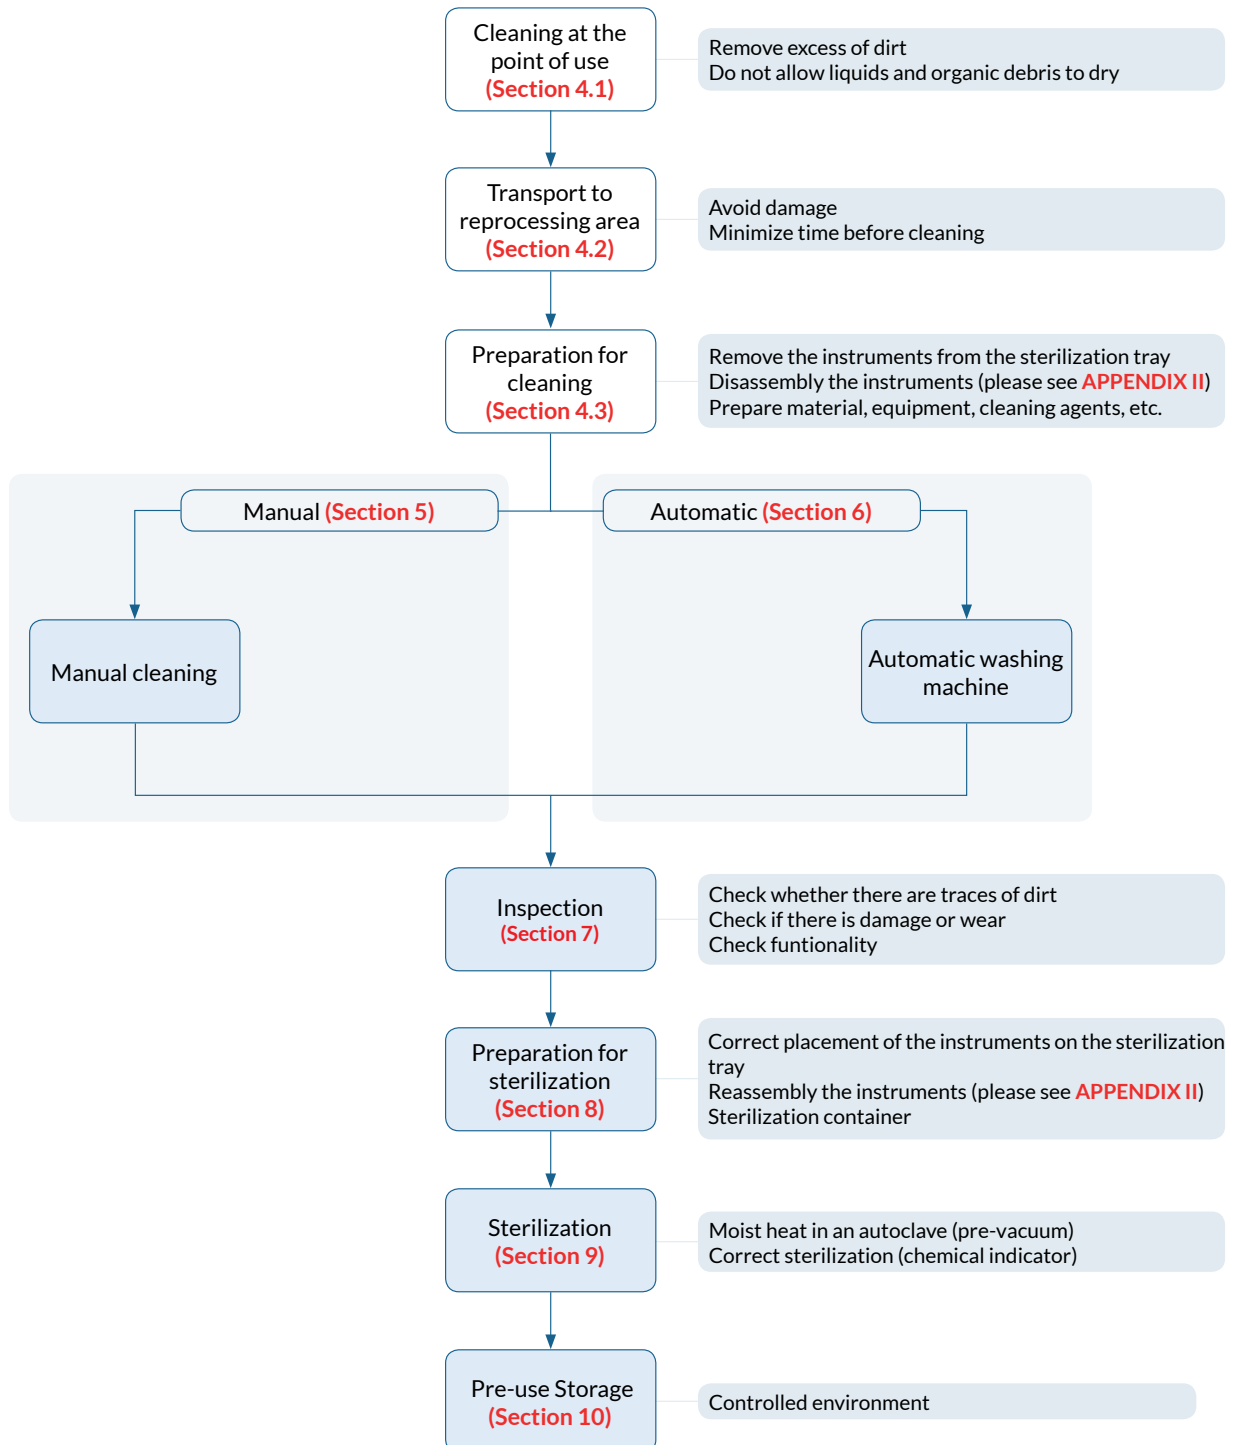 Cleaning at the
point of use
(Section 4.1)
Remove excess of dirt
Do not allow liquids and organic debris to dry
Transport to
reprocessing area
(Section 4.2)
Avoid damage
Minimize time before cleaning
Preparation for
cleaning
(Section 4.3)
Remove the instruments from the sterilization tray
Disassembly the instruments (please see APPENDIX II)
Prepare material, equipment, cleaning agents, etc.
Manual (Section 5)
Automatic (Section 6)
Manual cleaning
Automatic washing
machine
Inspection
(Section 7)
Check whether there are traces of dirt
Check if there is damage or wear
Check funtionality
Preparation for
sterilization
(Section 8)
Correct placement of the instruments on the sterilization
tray
Reassembly the instruments (please see APPENDIX II)
Sterilization container
Sterilization
(Section 9)
Moist heat in an autoclave (pre-vacuum)
Correct sterilization (chemical indicator)
Pre-use Storage
(Section 10)
Controlled environment